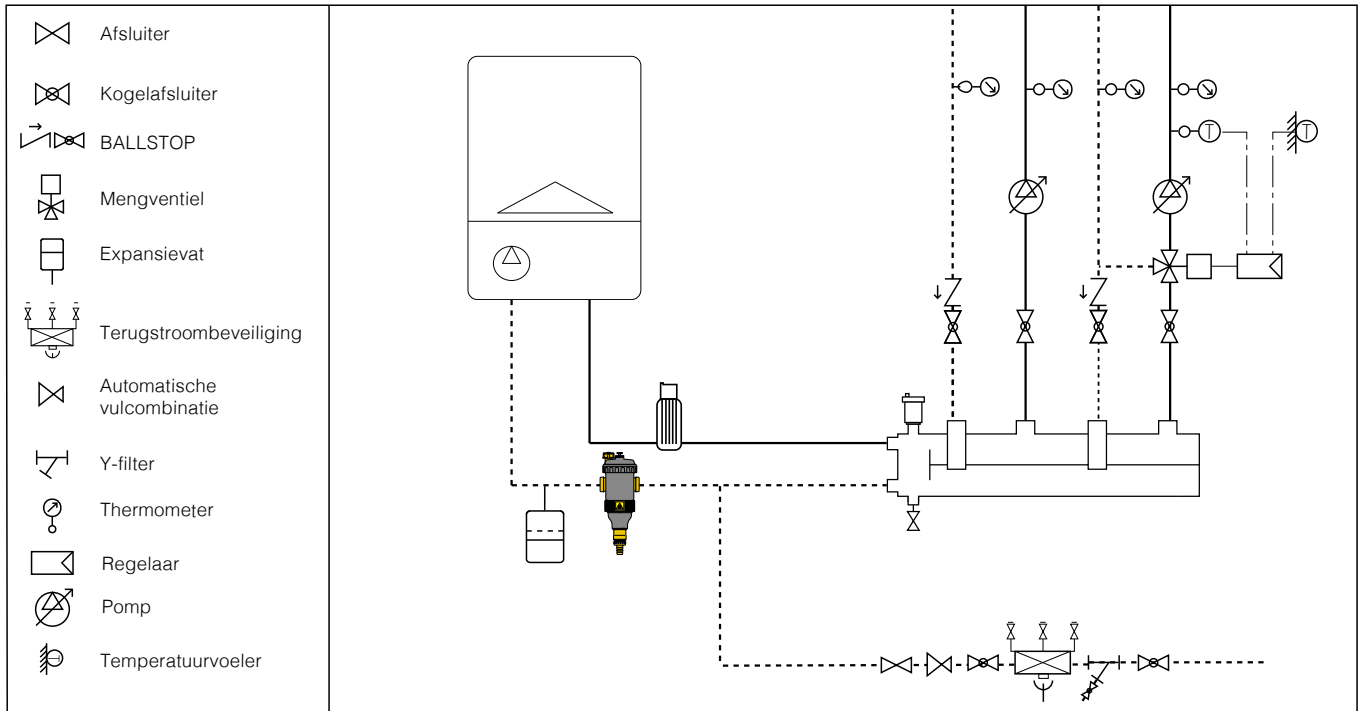 Afsluiter
Kogelafsluiter
BALLSTOP
Mengventiel
Expansievat
Terugstroombeveiliging
Automatische
vulcombinatie
Y-filter
Thermometer
Regelaar
Pomp
Temperatuurvoeler
T
T